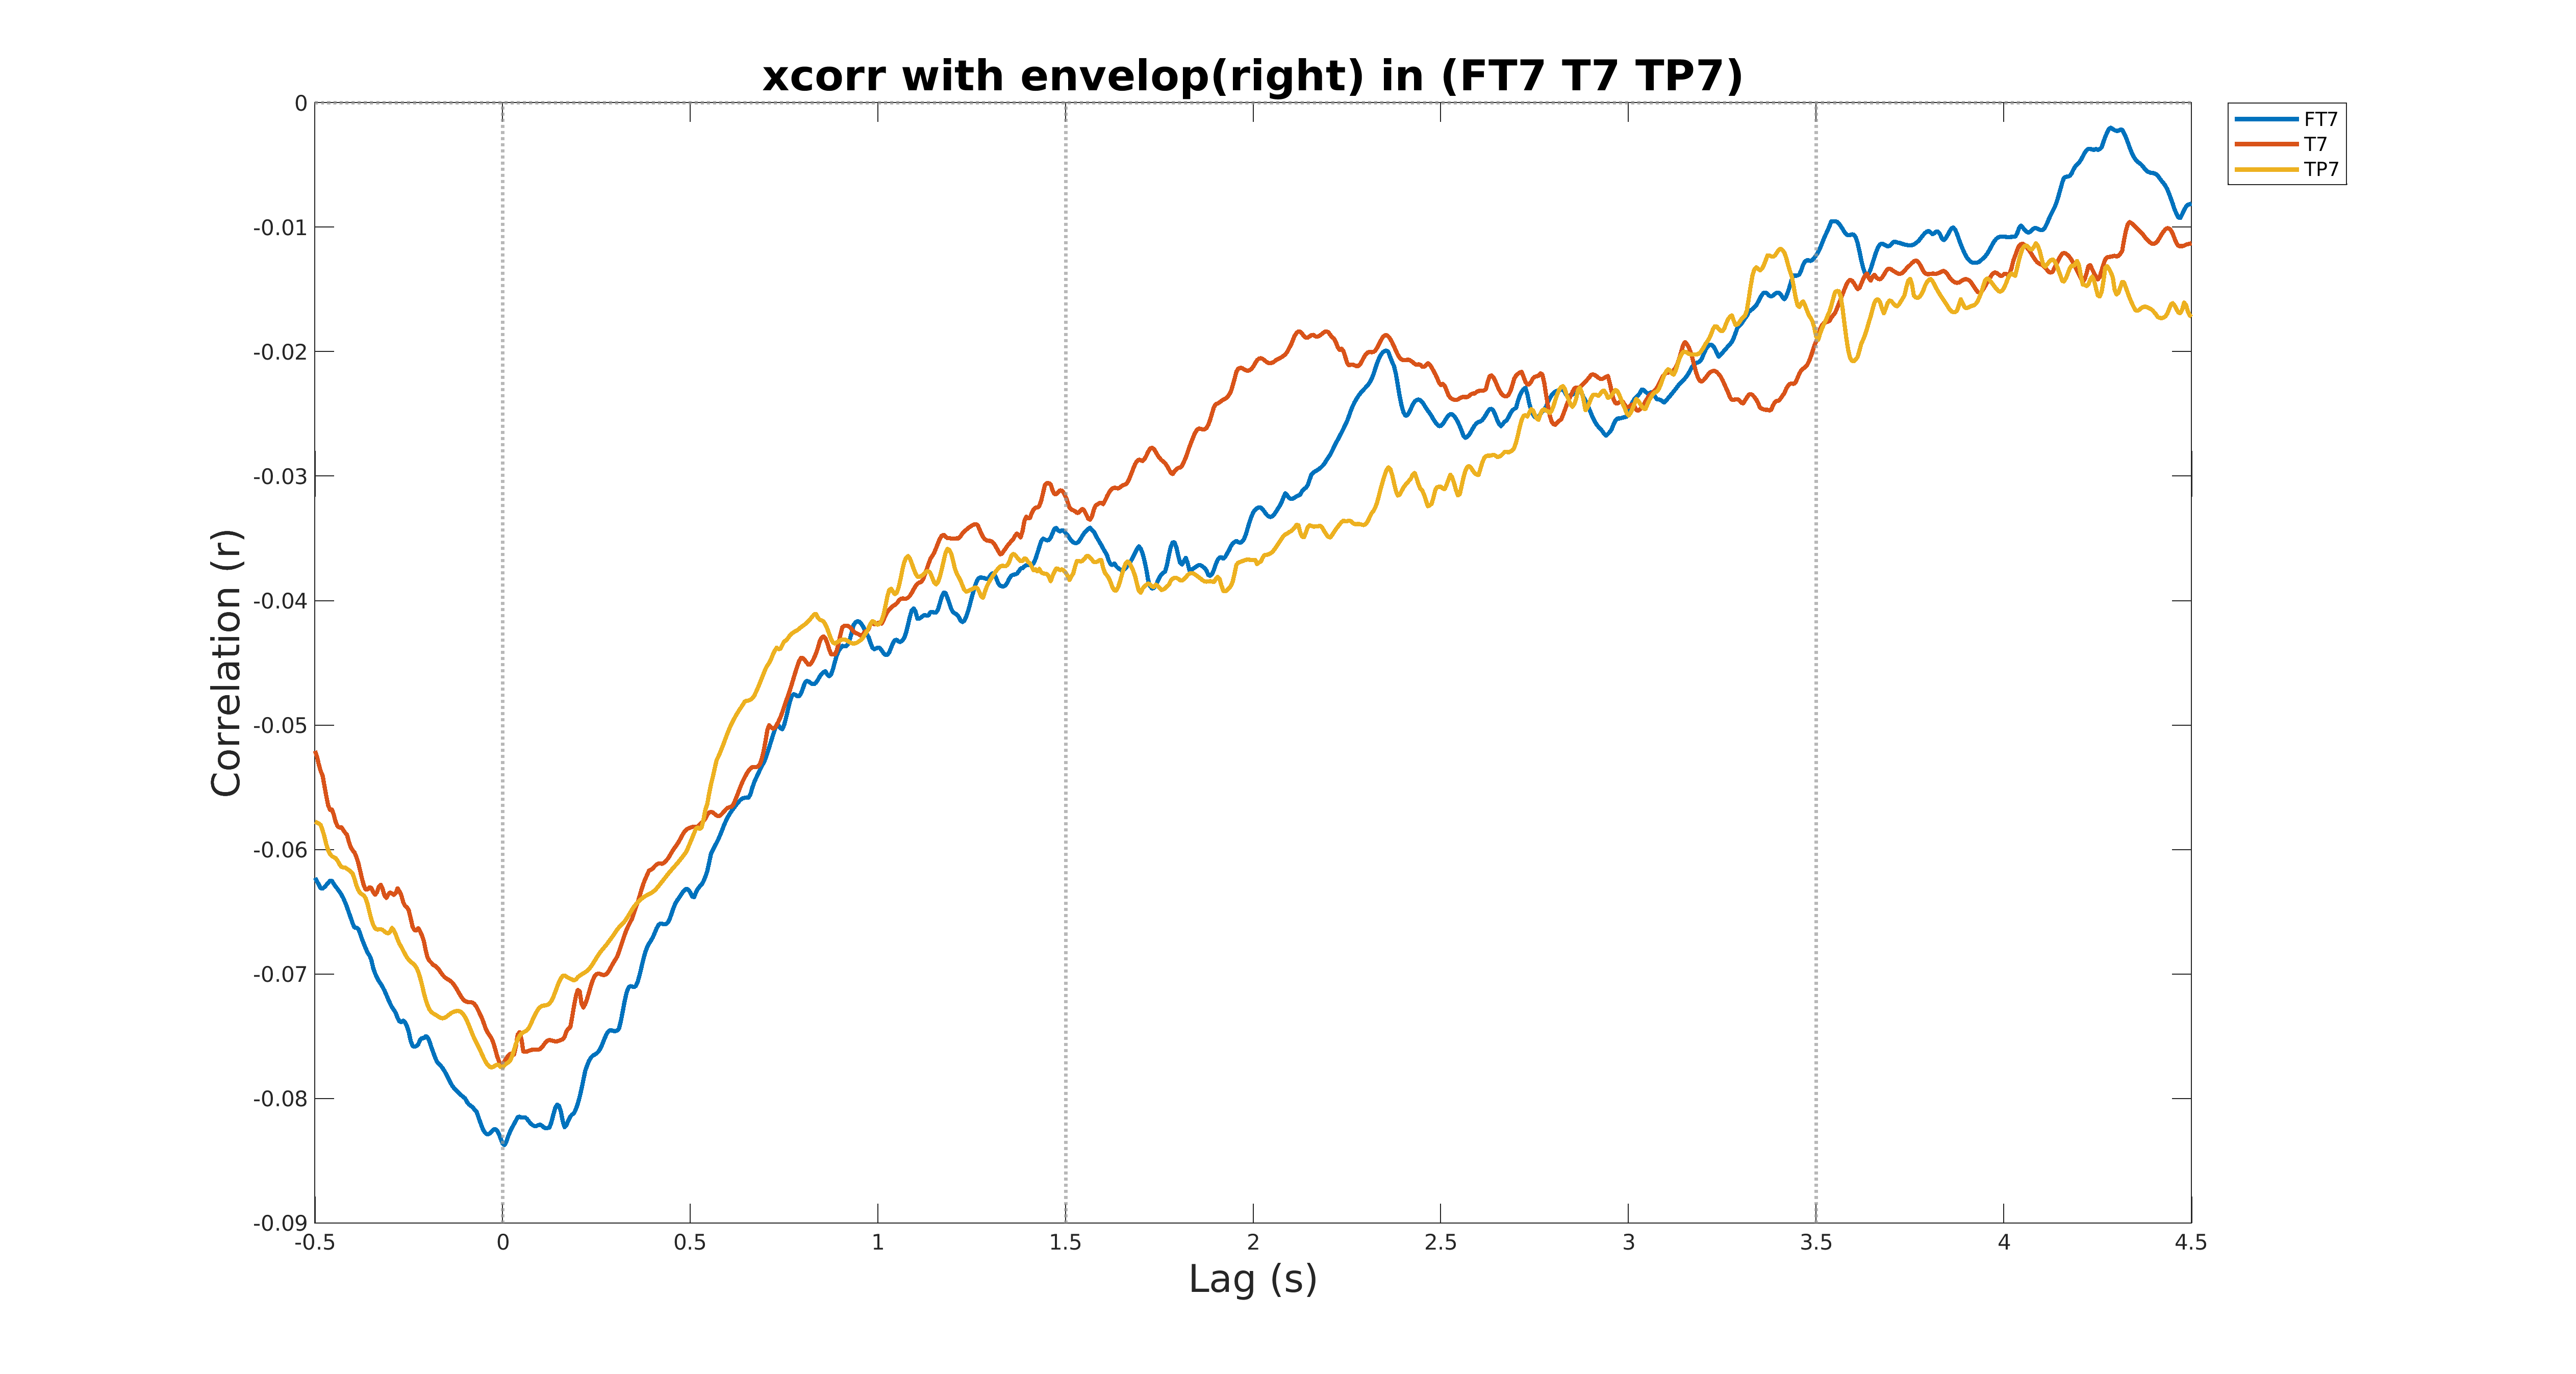 xcorr with envelop(right) in (FT7 T7 TP7)
FT7
T7
TP7
Correlation (r)
0
-0.01
-0.02
-0.03
-0.04
-0.05
-0.06
-0.07
-0.08
-0.09
-0.5 0 0.5 1 1.5 2 2.5 3 3.5 4 4.5
Lag (s)